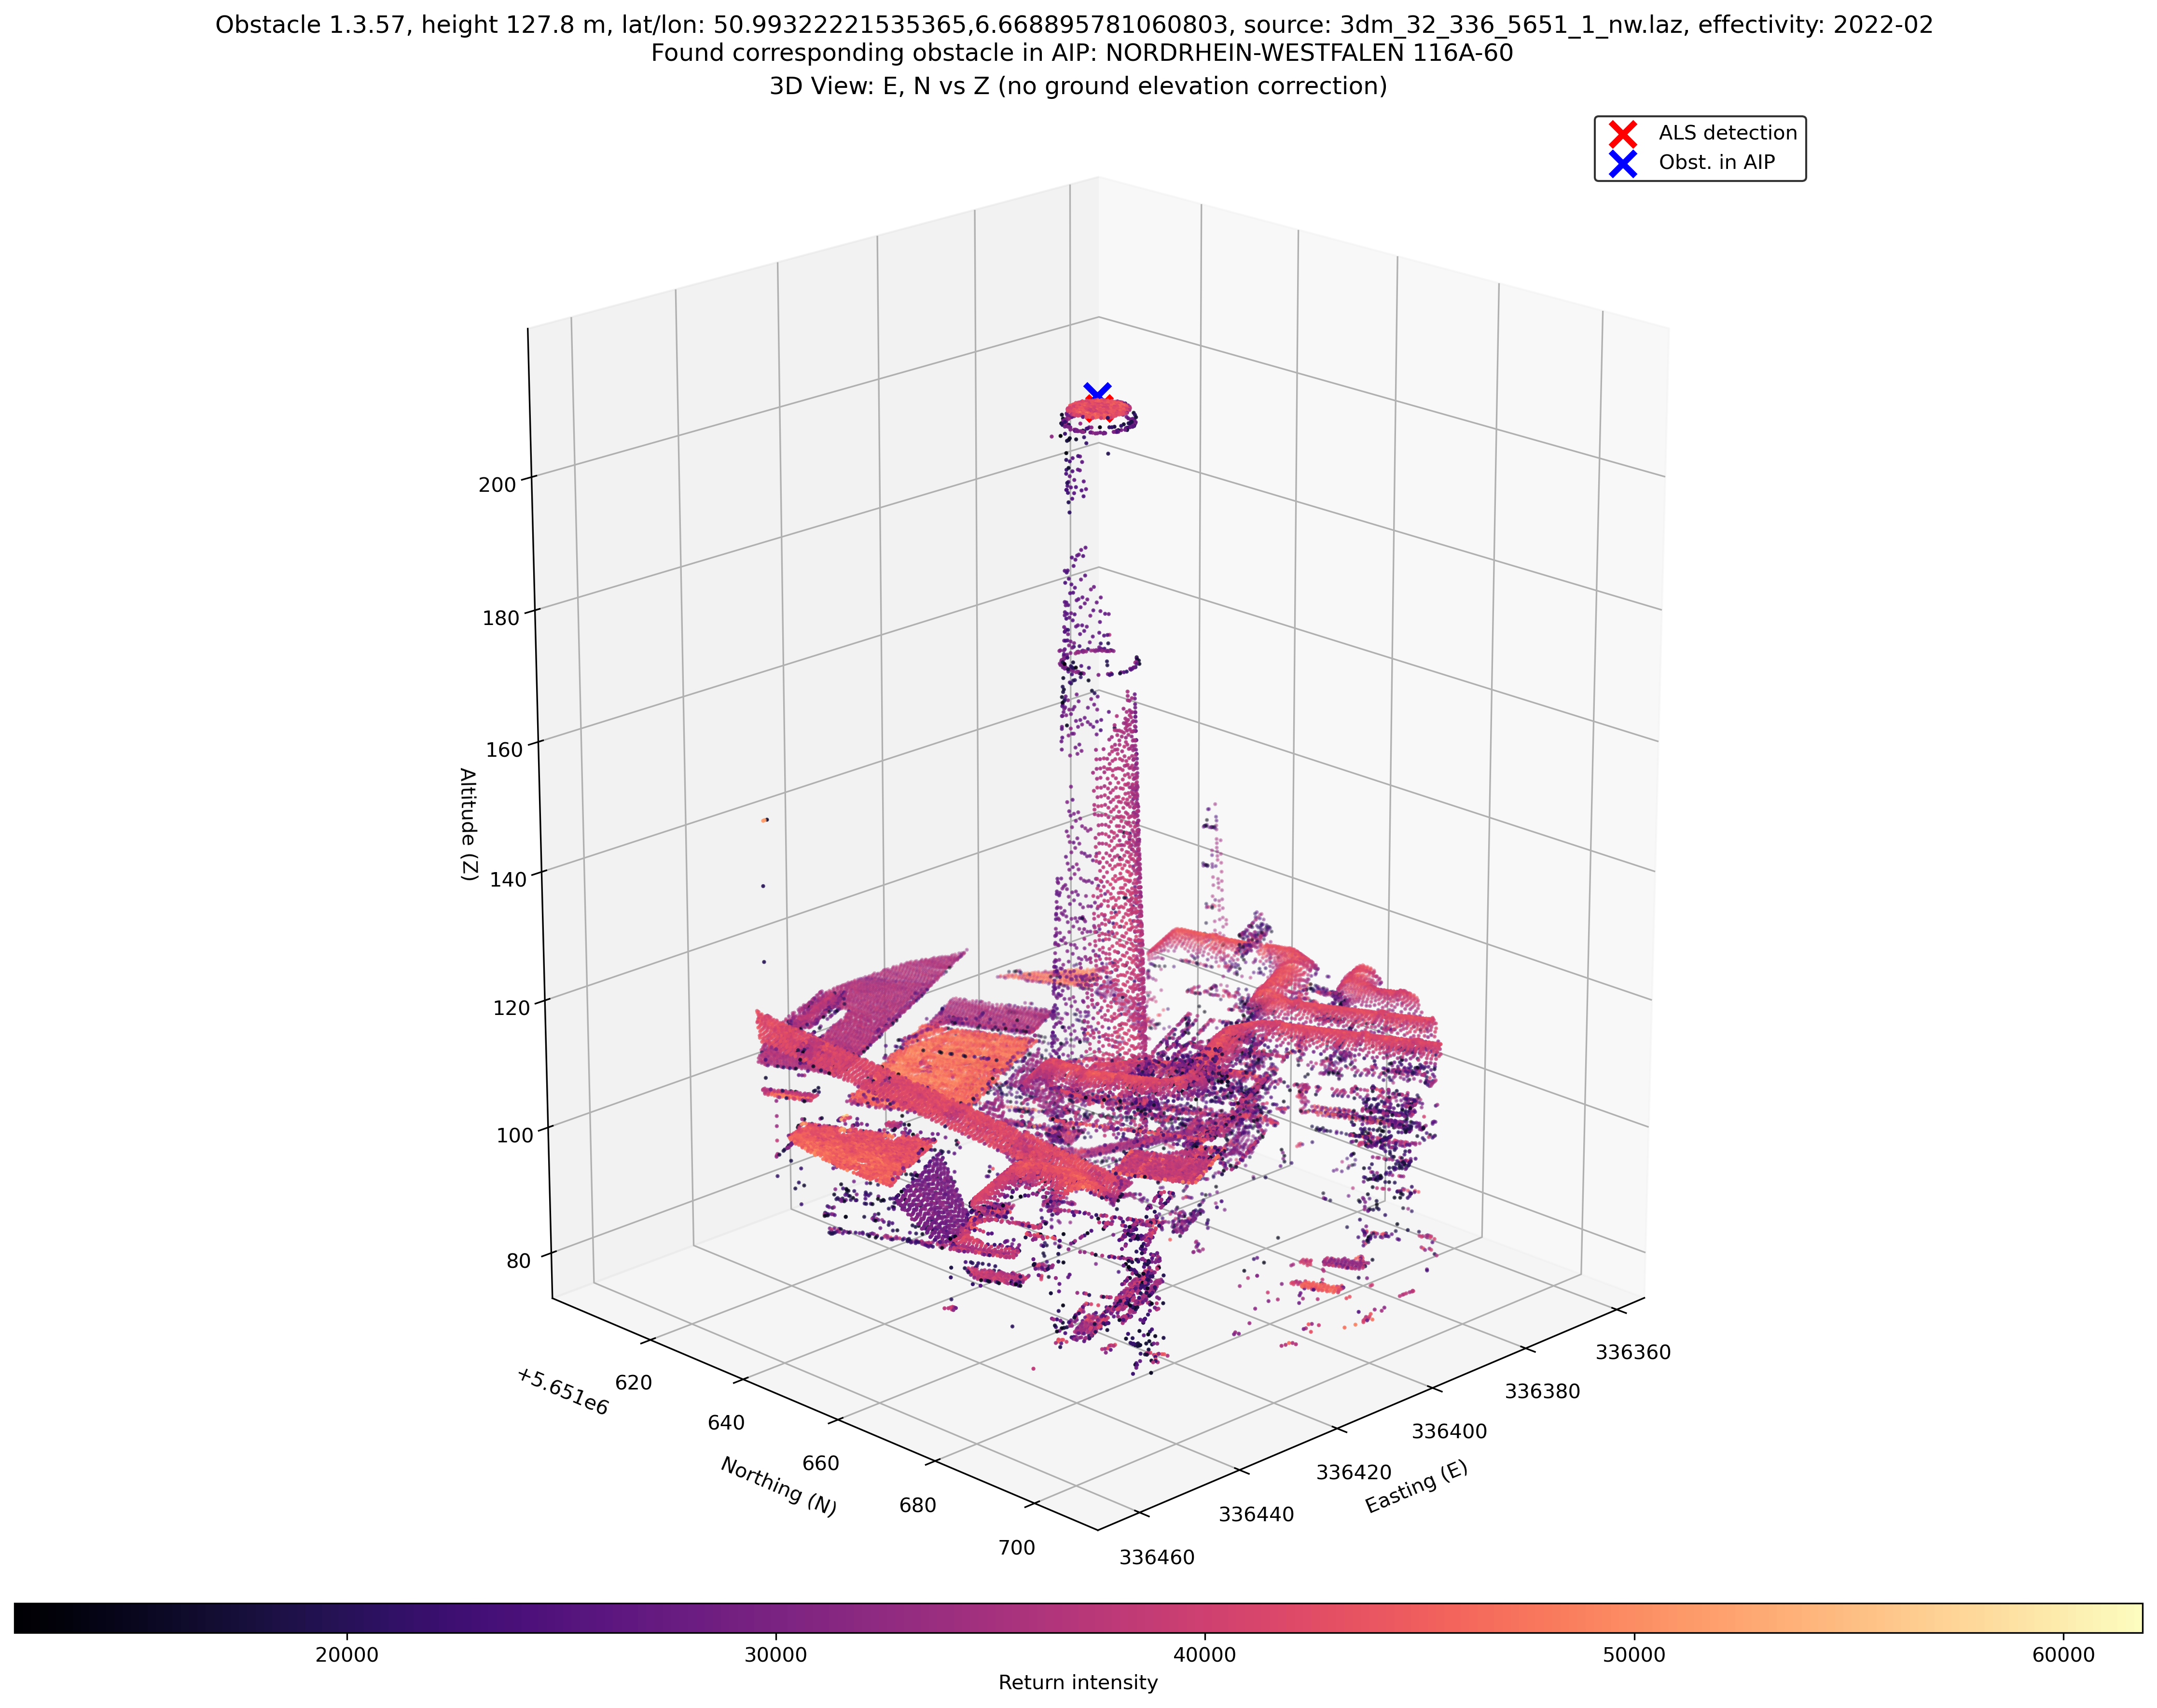 Obstacle 1.3.57, height 127.8 m, lat/lon: 50.99322221535365,6.668895781060803, source: 3dm_32_336_5651_1_nw.laz, effectivity: 2022-02
Found corresponding obstacle in AIP: NORDRHEIN-WESTFALEN 116A-60
3D View: E, N vs Z (no ground elevation correction)
ALS detection
Obst. in AIP
200
180
160
140
120
100
80
Altitude (Z)
+5.651e6
620
640
660
680
700
Northing (N)
336360
336380
336400
336420
336440
336460
Easting (E)
20000
30000
40000
50000
60000
Return intensity